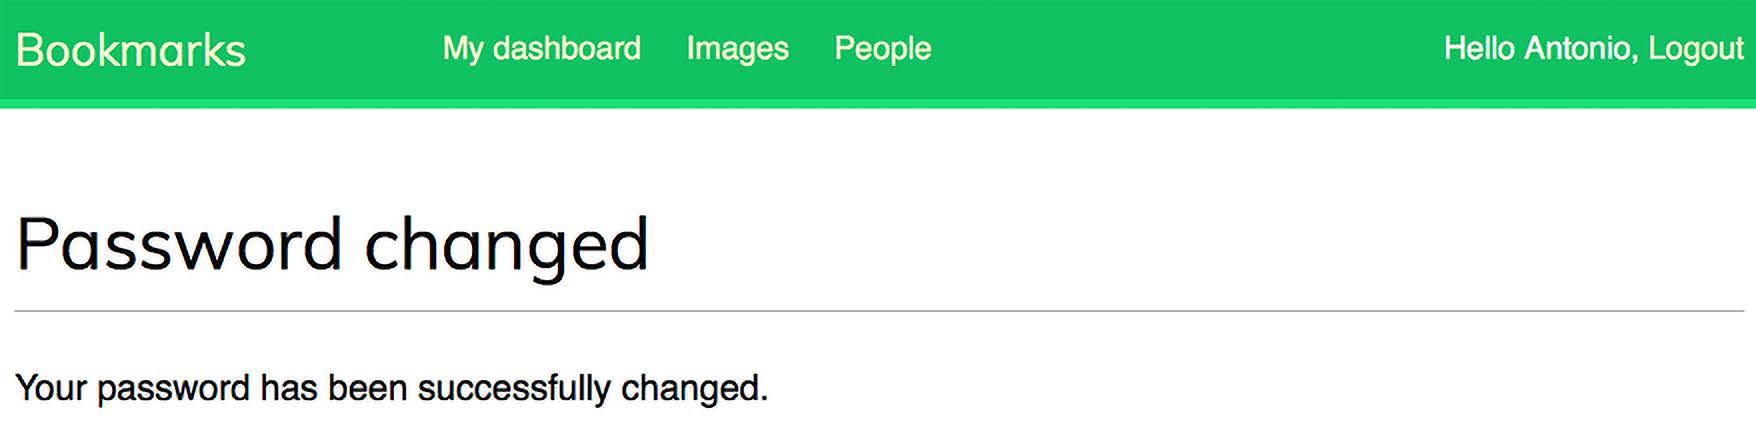 Bookmarks My dashboard Images People Hello Antonio, Logout
Password changed
Your password has been successfully changed.